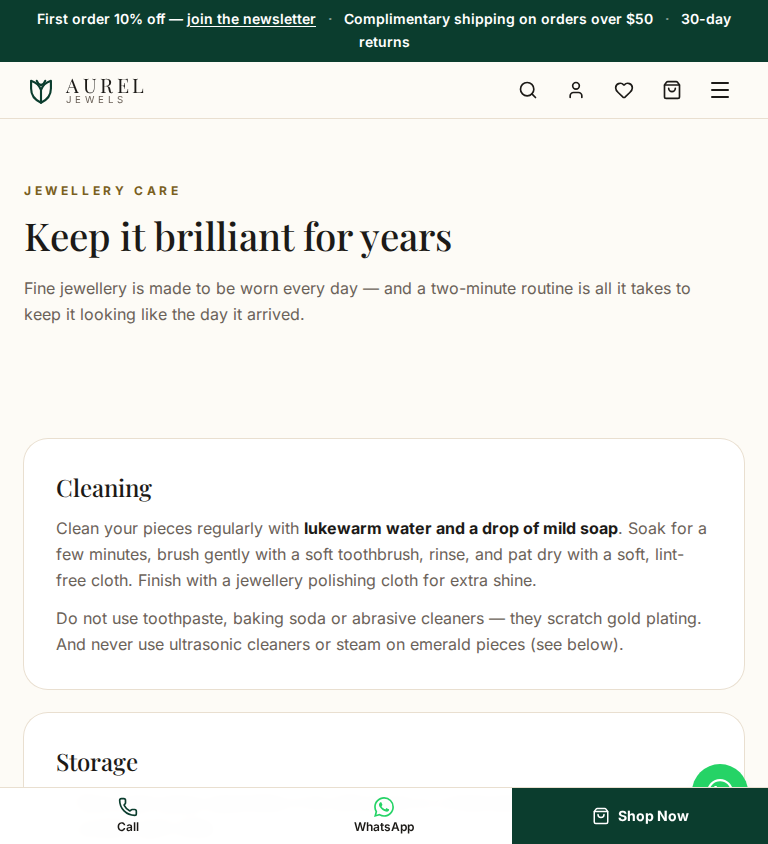 First order 10% off — join the newsletter · Complimentary shipping on orders over $50 · 30-day
returns
AUREL
JEWELS
JEWELLERY CARE
Keep it brilliant for years
Fine jewellery is made to be worn every day — and a two-minute routine is all it takes to
keep it looking like the day it arrived.
Cleaning
Clean your pieces regularly with lukewarm water and a drop of mild soap. Soak for a
few minutes, brush gently with a soft toothbrush, rinse, and pat dry with a soft, lint-
free cloth. Finish with a jewellery polishing cloth for extra shine.
Do not use toothpaste, baking soda or abrasive cleaners — they scratch gold plating.
And never use ultrasonic cleaners or steam on emerald pieces (see below).
Storage
Call
WhatsApp
Shop Now